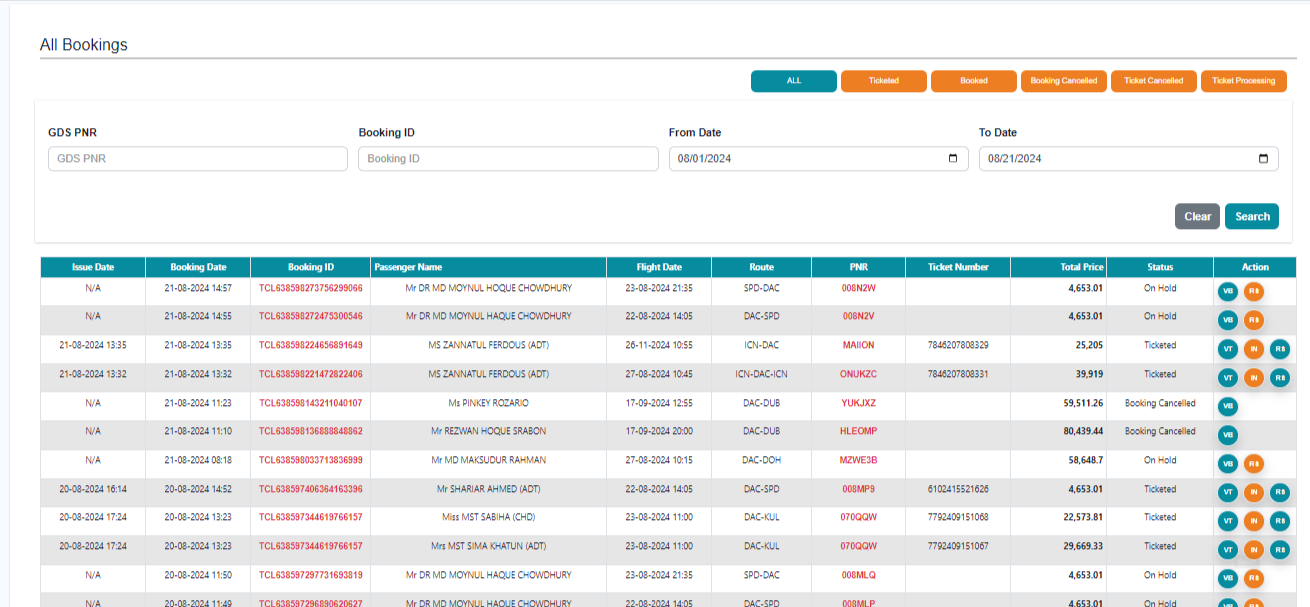 All Bookings
ALL Ticketed Booked Booking Cancelled Ticket Cancelled Ticket Processing
GDS PNR Booking ID From Date To Date
GDS PNR Booking ID 08/01/2024 08/21/2024
Clear Search
Issue Date Booking Date Booking ID Passenger Name Flight Date Route PNR Ticket Number Total Price Status Action
N/A 21-08-2024 14:57 TCL638598273756299066 Mr DR MD MOYNUL HOQUE CHOWDHURY 23-08-2024 21:35 SPD-DAC 008N2W 4,653.01 On Hold VB RB
N/A 21-08-2024 14:55 TCL638598272475300546 Mr DR MD MOYNUL HAQUE CHOWDHURY 22-08-2024 14:05 DAC-SPD 008N2V 4,653.01 On Hold VB RB
21-08-2024 13:35 21-08-2024 13:35 TCL638598224656891649 MS ZANNATUL FERDOUS (ADT) 26-11-2024 10:55 ICN-DAC MAIION 7846207808329 25,205 Ticketed VT IN RB
21-08-2024 13:32 21-08-2024 13:32 TCL638598221472822406 MS ZANNATUL FERDOUS (ADT) 27-08-2024 10:45 ICN-DAC-ICN ONUKZC 7846207808331 39,919 Ticketed VT IN RB
N/A 21-08-2024 11:23 TCL638598143211040107 Ms PINKEY ROZARIO 17-09-2024 12:55 DAC-DUB YUKJXZ 59,511.26 Booking Cancelled VB
N/A 21-08-2024 11:10 TCL638598136888848862 Mr REZWAN HOQUE SRABON 17-09-2024 20:00 DAC-DUB HLEOMP 80,439.44 Booking Cancelled VB
N/A 21-08-2024 08:18 TCL638598033713836999 Mr MD MAKSUDUR RAHMAN 27-08-2024 10:15 DAC-DOH MZWE3B 58,648.7 On Hold VB RB
20-08-2024 16:14 20-08-2024 14:52 TCL638597406364163396 Mr SHARIAR AHMED (ADT) 22-08-2024 14:05 DAC-SPD 008MP9 6102415521626 4,653.01 Ticketed VT IN RB
20-08-2024 17:24 20-08-2024 13:23 TCL638597344619766157 Miss MST SABIHA (CHD) 23-08-2024 11:00 DAC-KUL 070QQW 7792409151068 22,573.81 Ticketed VT IN RB
20-08-2024 17:24 20-08-2024 13:23 TCL638597344619766157 Mrs MST SIMA KHATUN (ADT) 23-08-2024 11:00 DAC-KUL 070QQW 7792409151067 29,669.33 Ticketed VT IN RB
N/A 20-08-2024 11:50 TCL638597297731693819 Mr DR MD MOYNUL HAQUE CHOWDHURY 23-08-2024 21:35 SPD-DAC 008MLQ 4,653.01 On Hold VB RB
N/A 20-08-2024 11:49 TCL638597296890620627 Mr DR MD MOYNUL HAQUE CHOWDHURY 22-08-2024 14:05 DAC-SPD 008MLP 4,653.01 On Hold VB RB